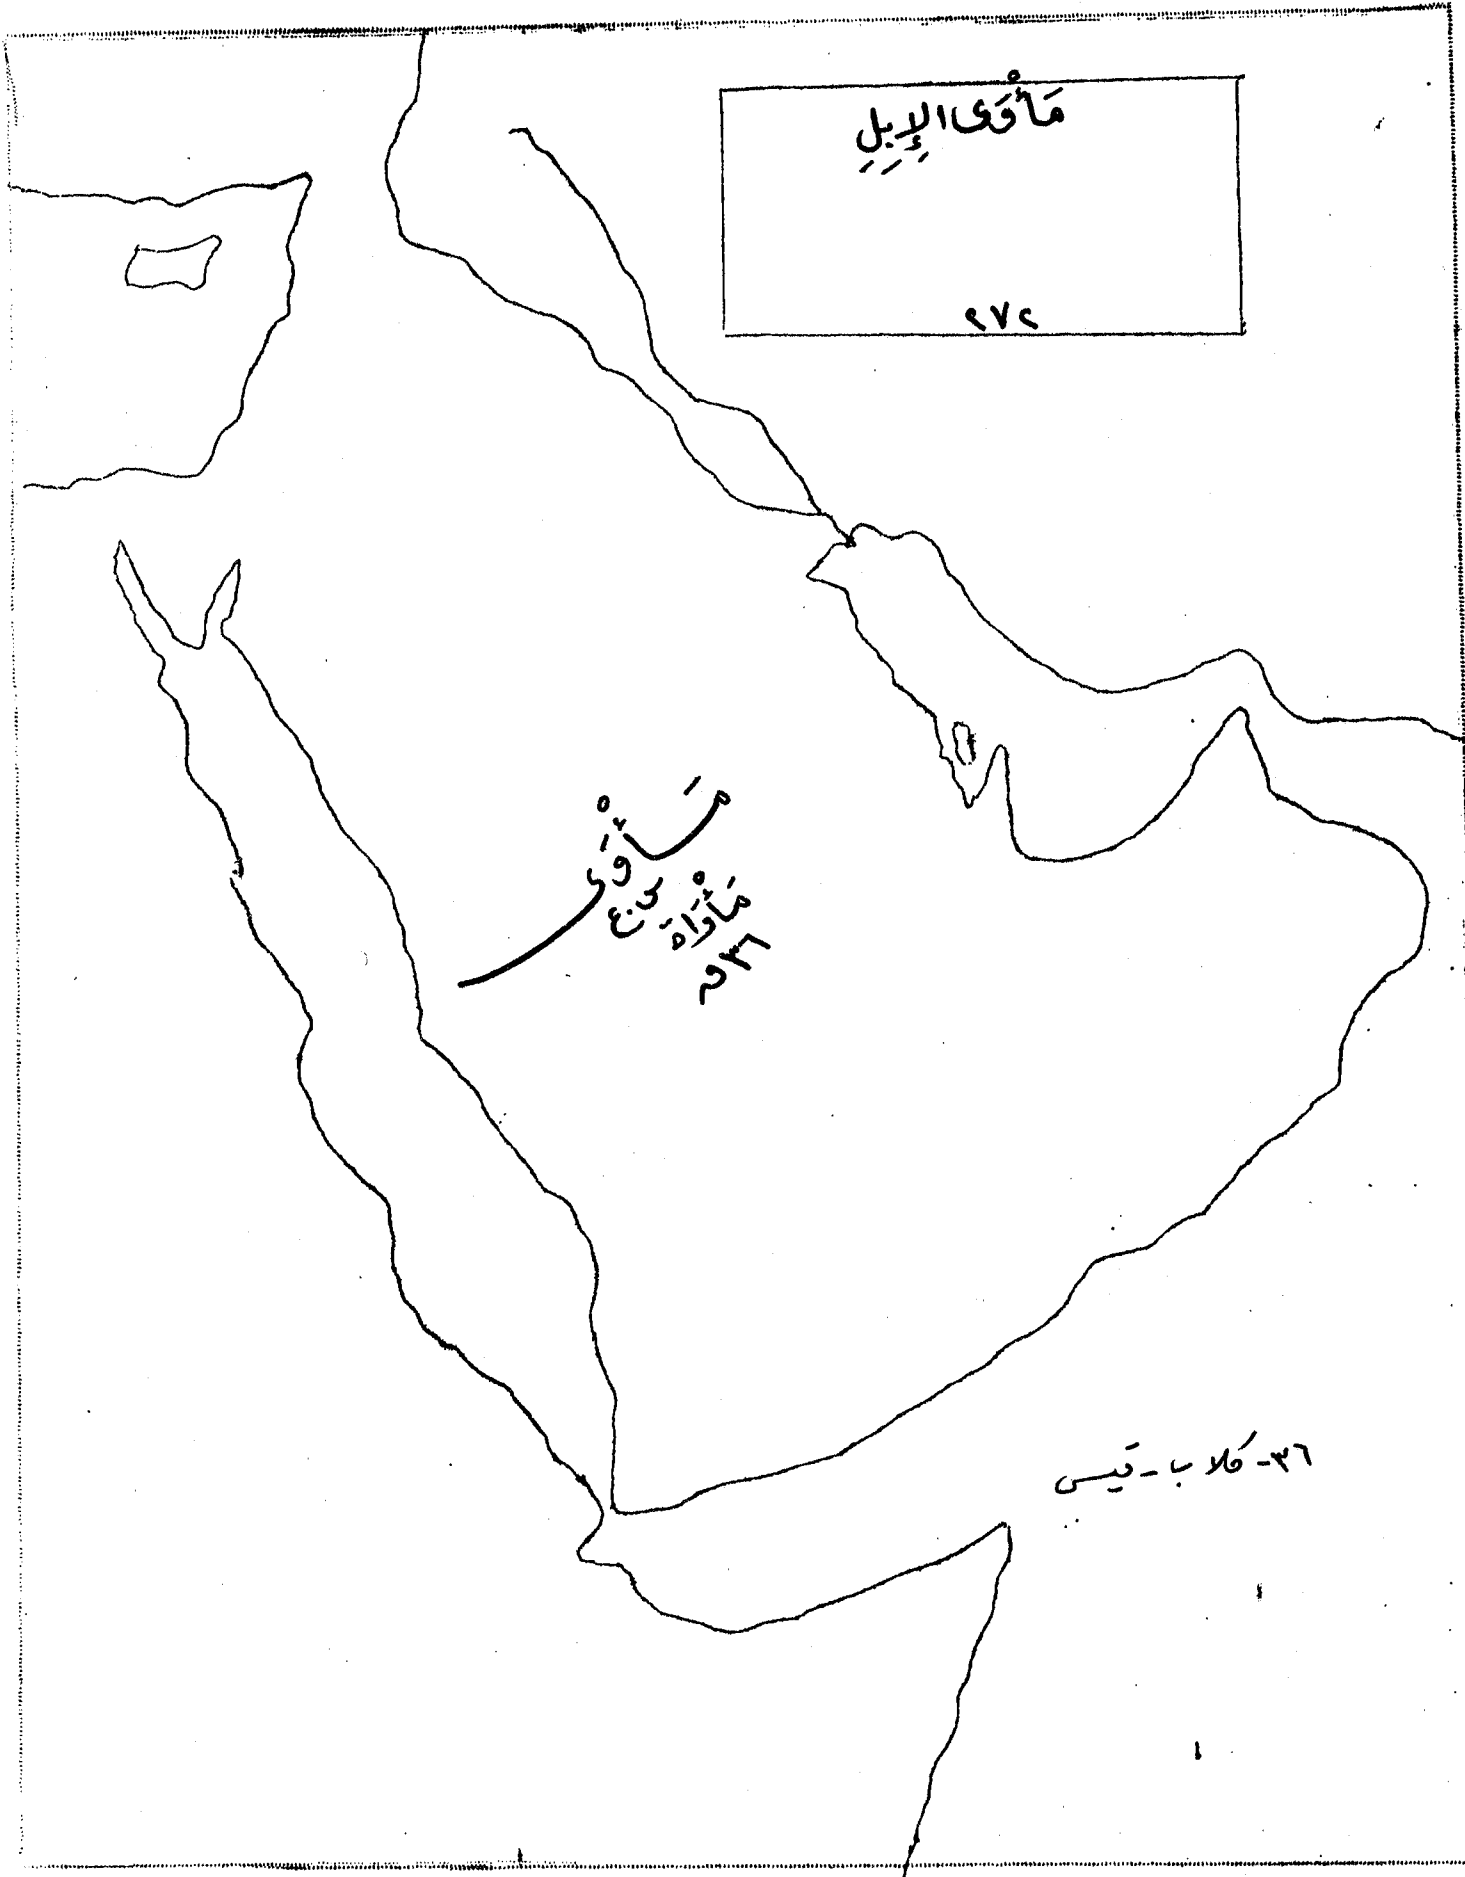 مَأْوَى الإِبِلِ
٢٧٢
مَأْوَى
ك.ع
مَأْوَاة
٣٦
٣٦- كلاب - قيس